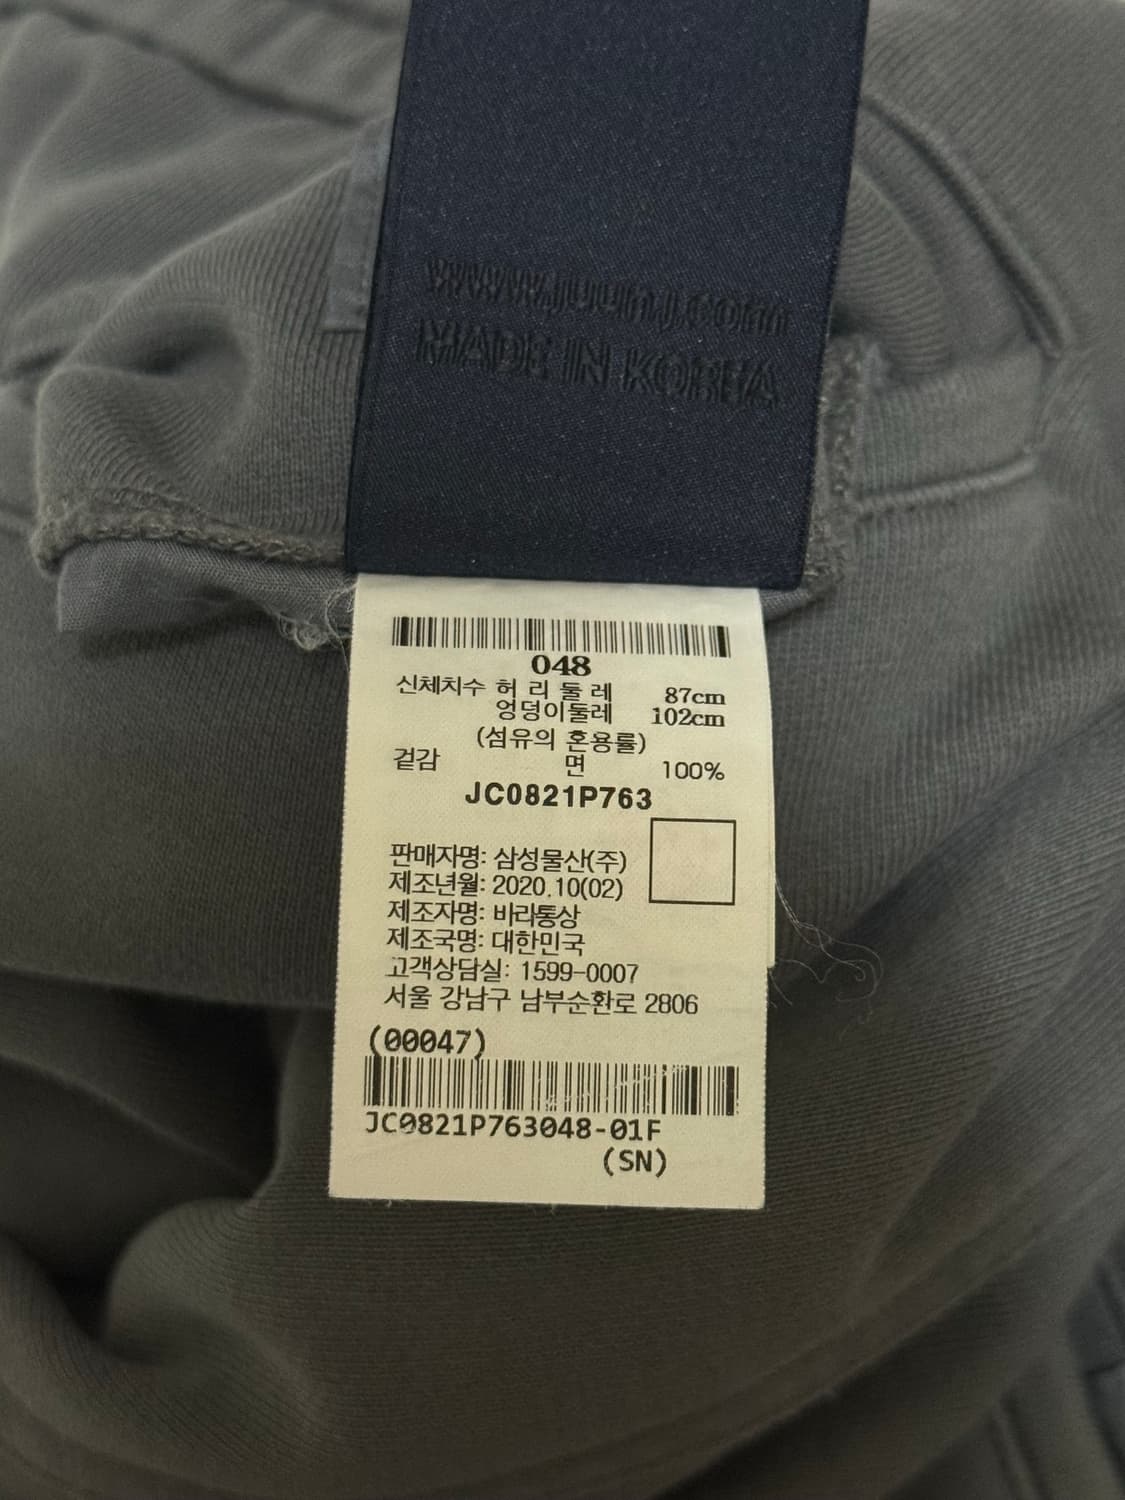 www.juunj.com
MADE IN KOREA
048
신체치수 허 리 둘 레 87cm
엉덩이둘레 102cm
(섬유의 혼용률)
겉감 면 100%
JC0821P763
판매자명: 삼성물산(주)
제조년월: 2020.10(02)
제조자명: 바라통상
제조국명: 대한민국
고객상담실: 1599-0007
서울 강남구 남부순환로 2806
(00047)
JC0821P763048-01F
(SN)